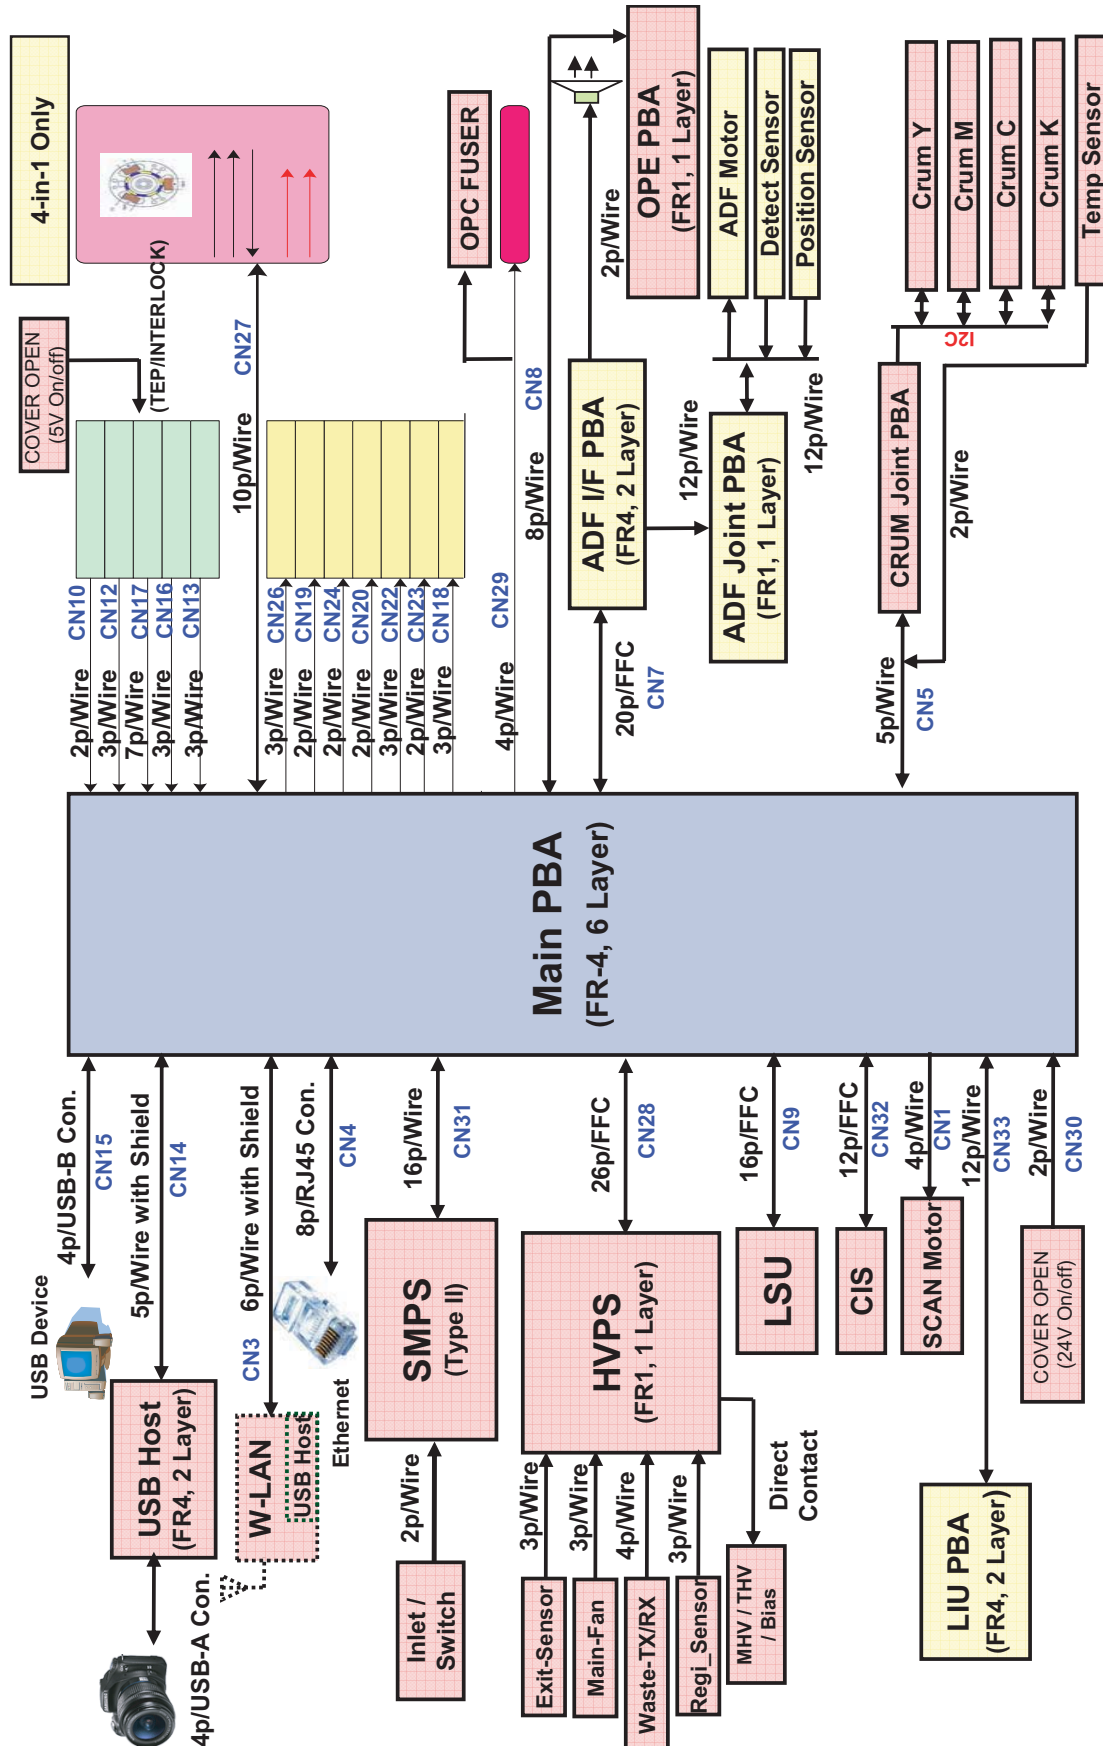 4-in-1 Only
COVER OPEN
(5V On/off)
(TEP/INTERLOCK)
CN10
CN12
CN17
CN16
CN13
2p/Wire
3p/Wire
7p/Wire
3p/Wire
3p/Wire
CN27
10p/Wire
CN26
CN19
CN24
CN20
CN22
CN23
CN18
3p/Wire
2p/Wire
2p/Wire
2p/Wire
3p/Wire
2p/Wire
3p/Wire
OPC FUSER
CN29
4p/Wire
CN8
8p/Wire
2p/Wire
OPE PBA
(FR1, 1 Layer)
ADF I/F PBA
(FR4, 2 Layer)
20p/FFC
CN7
12p/Wire
ADF Joint PBA
(FR1, 1 Layer)
12p/Wire
ADF Motor
Detect Sensor
Position Sensor
CRUM Joint PBA
5p/Wire
CN5
2p/Wire
I2C
Crum Y
Crum M
Crum C
Crum K
Temp Sensor
Main PBA
(FR-4, 6 Layer)
4p/USB-B Con.
CN15
USB Device
5p/Wire with Shield
CN14
USB Host
(FR4, 2 Layer)
4p/USB-A Con.
6p/Wire with Shield
CN3
W-LAN
USB Host
8p/RJ45 Con.
CN4
Ethernet
16p/Wire
CN31
SMPS
(Type II)
2p/Wire
Inlet /
Switch
26p/FFC
CN28
HVPS
(FR1, 1 Layer)
3p/Wire
3p/Wire
4p/Wire
3p/Wire
Exit-Sensor
Main-Fan
Waste-TX/RX
Regi_Sensor
Direct
Contact
MHV / THV
/ Bias
16p/FFC
CN9
LSU
12p/FFC
CN32
CIS
4p/Wire
CN1
SCAN Motor
12p/Wire
CN33
LIU PBA
(FR4, 2 Layer)
2p/Wire
CN30
COVER OPEN
(24V On/off)